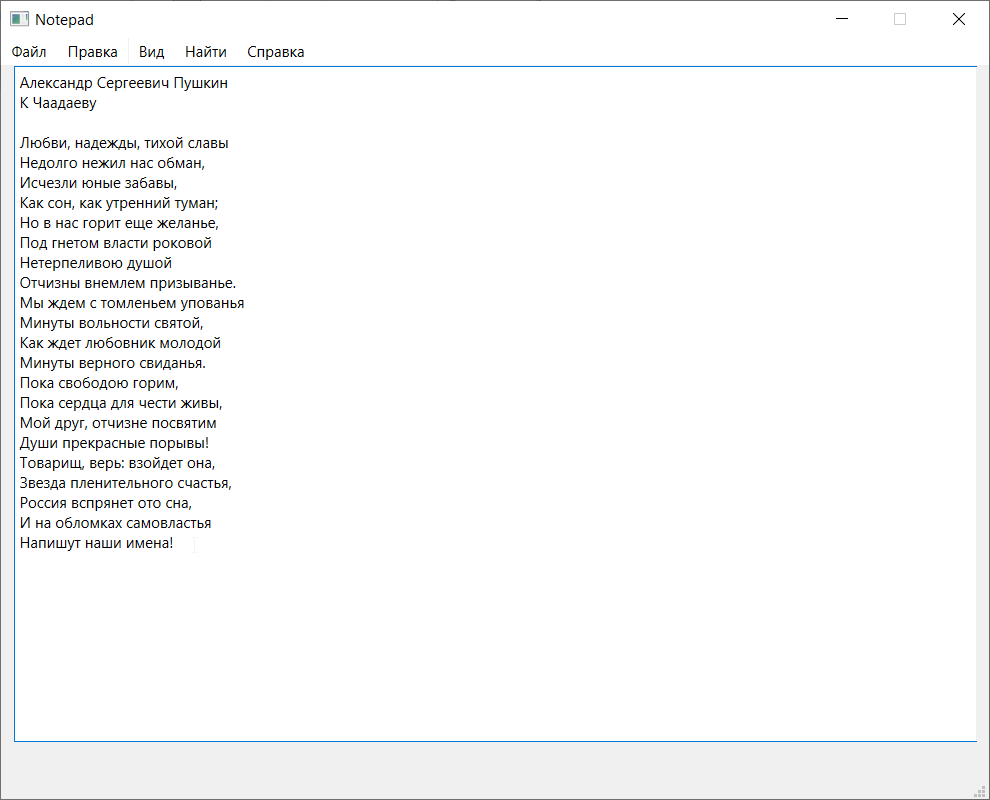 Notepad
Файл Правка Вид Найти Справка
Александр Сергеевич Пушкин
К Чаадаеву

Любви, надежды, тихой славы
Недолго нежил нас обман,
Исчезли юные забавы,
Как сон, как утренний туман;
Но в нас горит еще желанье,
Под гнетом власти роковой
Нетерпеливою душой
Отчизны внемлем призыванье.
Мы ждем с томленьем упованья
Минуты вольности святой,
Как ждет любовник молодой
Минуты верного свиданья.
Пока свободою горим,
Пока сердца для чести живы,
Мой друг, отчизне посвятим
Души прекрасные порывы!
Товарищ, верь: взойдет она,
Звезда пленительного счастья,
Россия вспрянет ото сна,
И на обломках самовластья
Напишут наши имена!